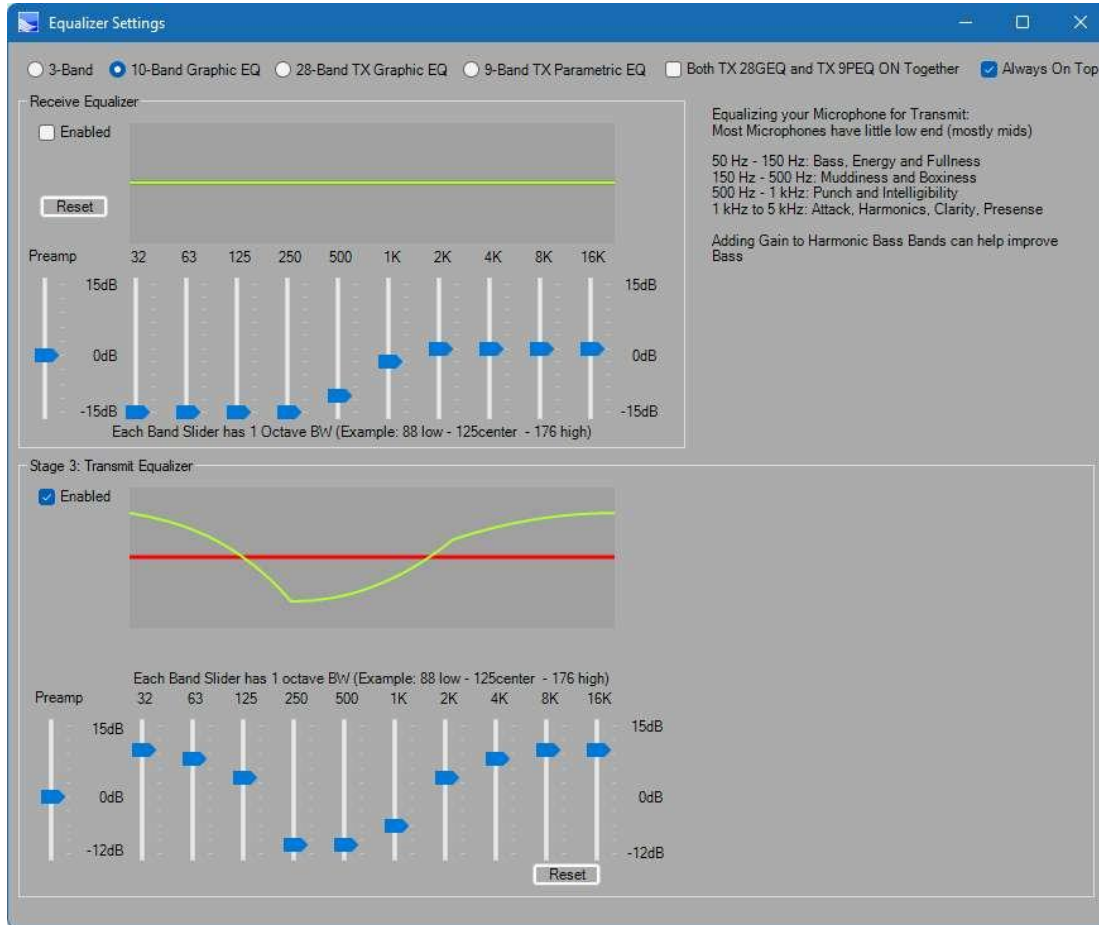 Equalizer Settings
3-Band 10-Band Graphic EQ 28-Band TX Graphic EQ 9-Band TX Parametric EQ Both TX 28GEQ and TX 9PEQ ON Together Always On Top
Receive Equalizer
Enabled
Reset
Preamp 32 63 125 250 500 1K 2K 4K 8K 16K
15dB 15dB
0dB 0dB
-15dB -15dB
Each Band Slider has 1 Octave BW (Example: 88 low - 125center - 176 high)
Equalizing your Microphone for Transmit:
Most Microphones have little low end (mostly mids)
50 Hz - 150 Hz: Bass, Energy and Fullness
150 Hz - 500 Hz: Muddiness and Boxiness
500 Hz - 1 kHz: Punch and Intelligibility
1 kHz to 5 kHz: Attack, Harmonics, Clarity, Presense
Adding Gain to Harmonic Bass Bands can help improve
Bass
Stage 3: Transmit Equalizer
Enabled
Each Band Slider has 1 octave BW (Example: 88 low - 125center - 176 high)
Preamp 32 63 125 250 500 1K 2K 4K 8K 16K
15dB 15dB
0dB 0dB
-12dB -12dB
Reset